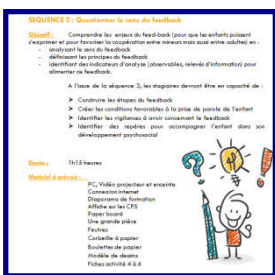 SEQUENCE 3 : Questionner le sens du feedback
Objectif : Comprendre les enjeux du feed-back (pour que les enfants puissent
s'exprimer et pour favoriser la coopération entre mineurs mais aussi entre adultes) en :
- analysant le sens du feedback
- définissant les principes du feedback
- identifiant des indicateurs d'analyse (observables, relevés d'information) pour
alimenter ce feedback.
A l'issue de la séquence 3, les stagiaires devront être en capacité de :
➢ Construire les étapes du feedback
➢ Créer les conditions favorables à la prise de parole de l'enfant
➢ Identifier les vigilances à avoir concernant le feedback
➢ Identifier des repères pour accompagner l'enfant dans son
développement psychosocial
Durée : 1h15 heures
Matériel à prévoir :
PC, Vidéo projecteur et enceinte
Connexion internet
Diaporama de formation
Affiche sur les CPS
Paper board
Une grande pièce
Feutres
Corbeille à papier
Boulettes de papier
Modèle de dessins
Fiches activité 4 à 6